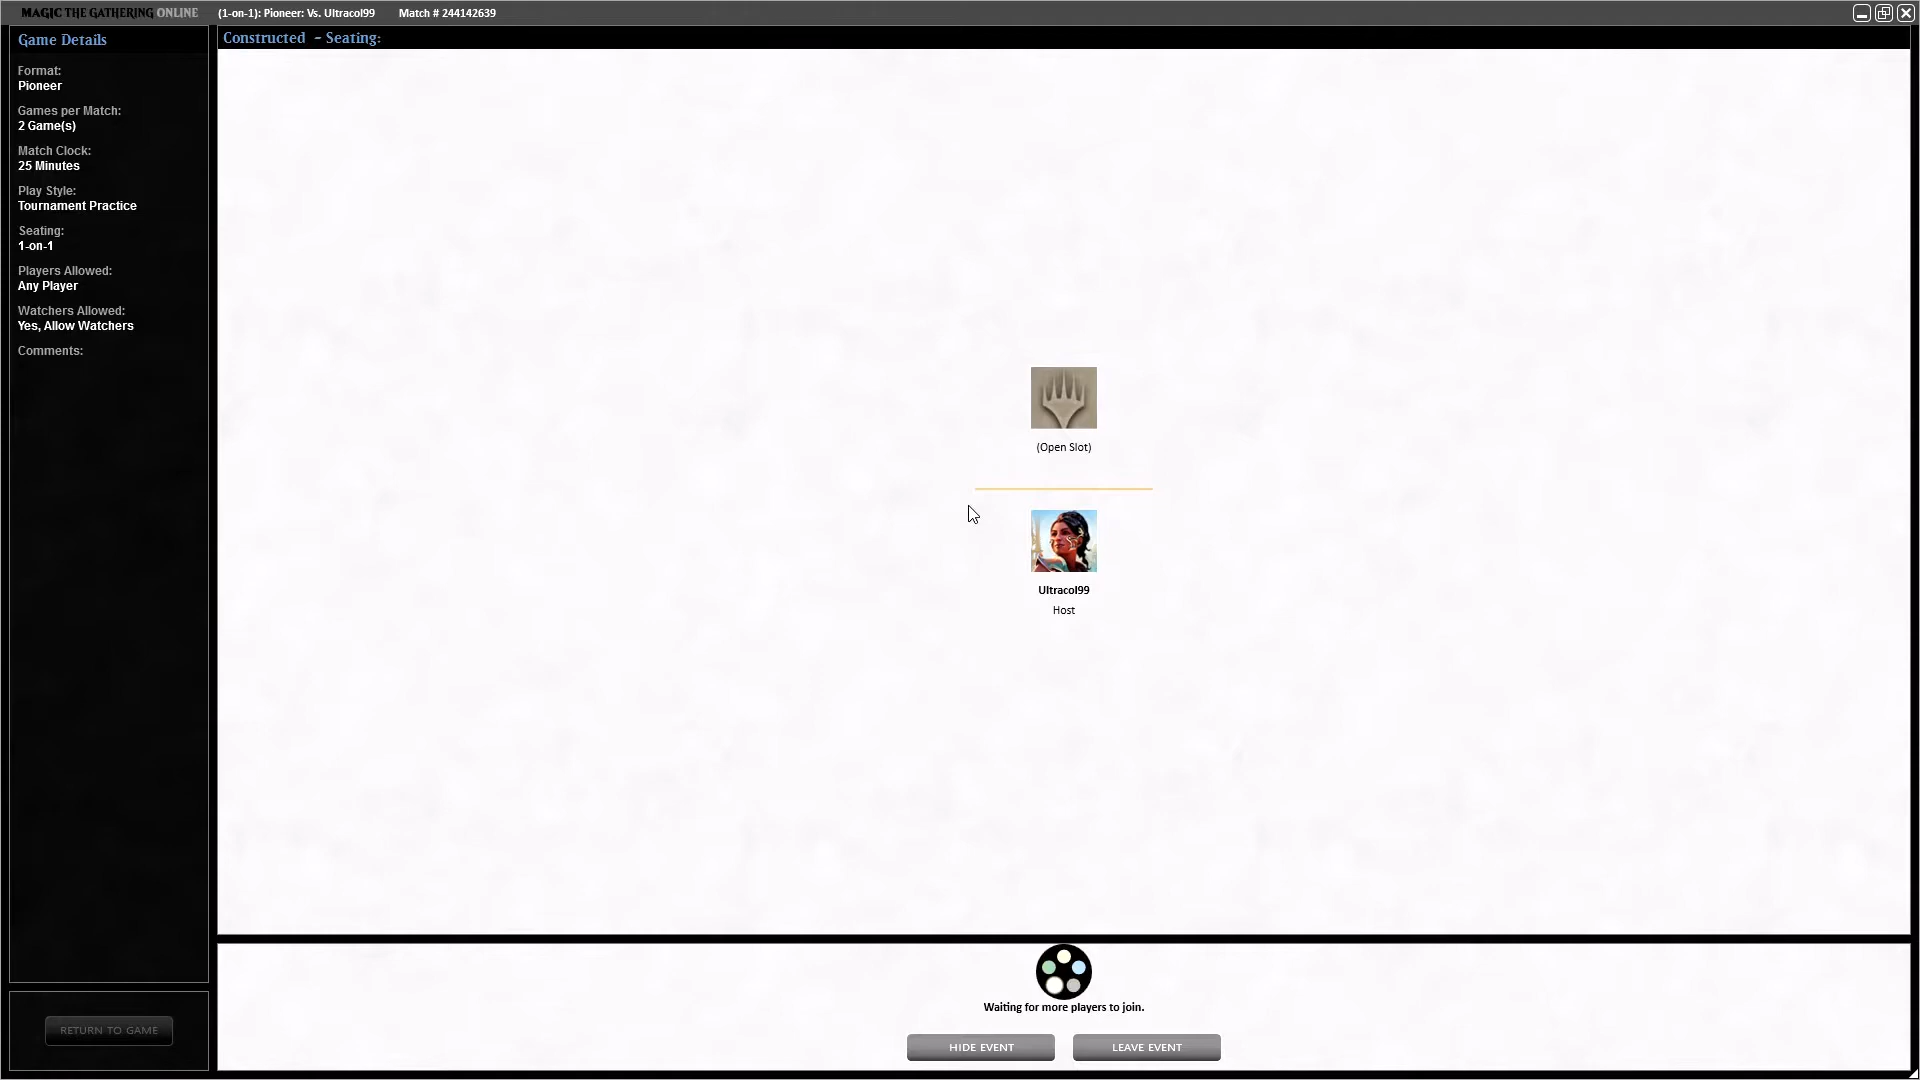 MAGIC THE GATHERING ONLINE
(1-on-1): Pioneer: Vs. Ultracol99 Match # 244142639
Game Details
Format:
Pioneer
Games per Match:
2 Game(s)
Match Clock:
25 Minutes
Play Style:
Tournament Practice
Seating:
1-on-1
Players Allowed:
Any Player
Watchers Allowed:
Yes, Allow Watchers
Comments:
RETURN TO GAME
Constructed - Seating:
(Open Slot)
Ultracol99
Host
Waiting for more players to join.
HIDE EVENT
LEAVE EVENT